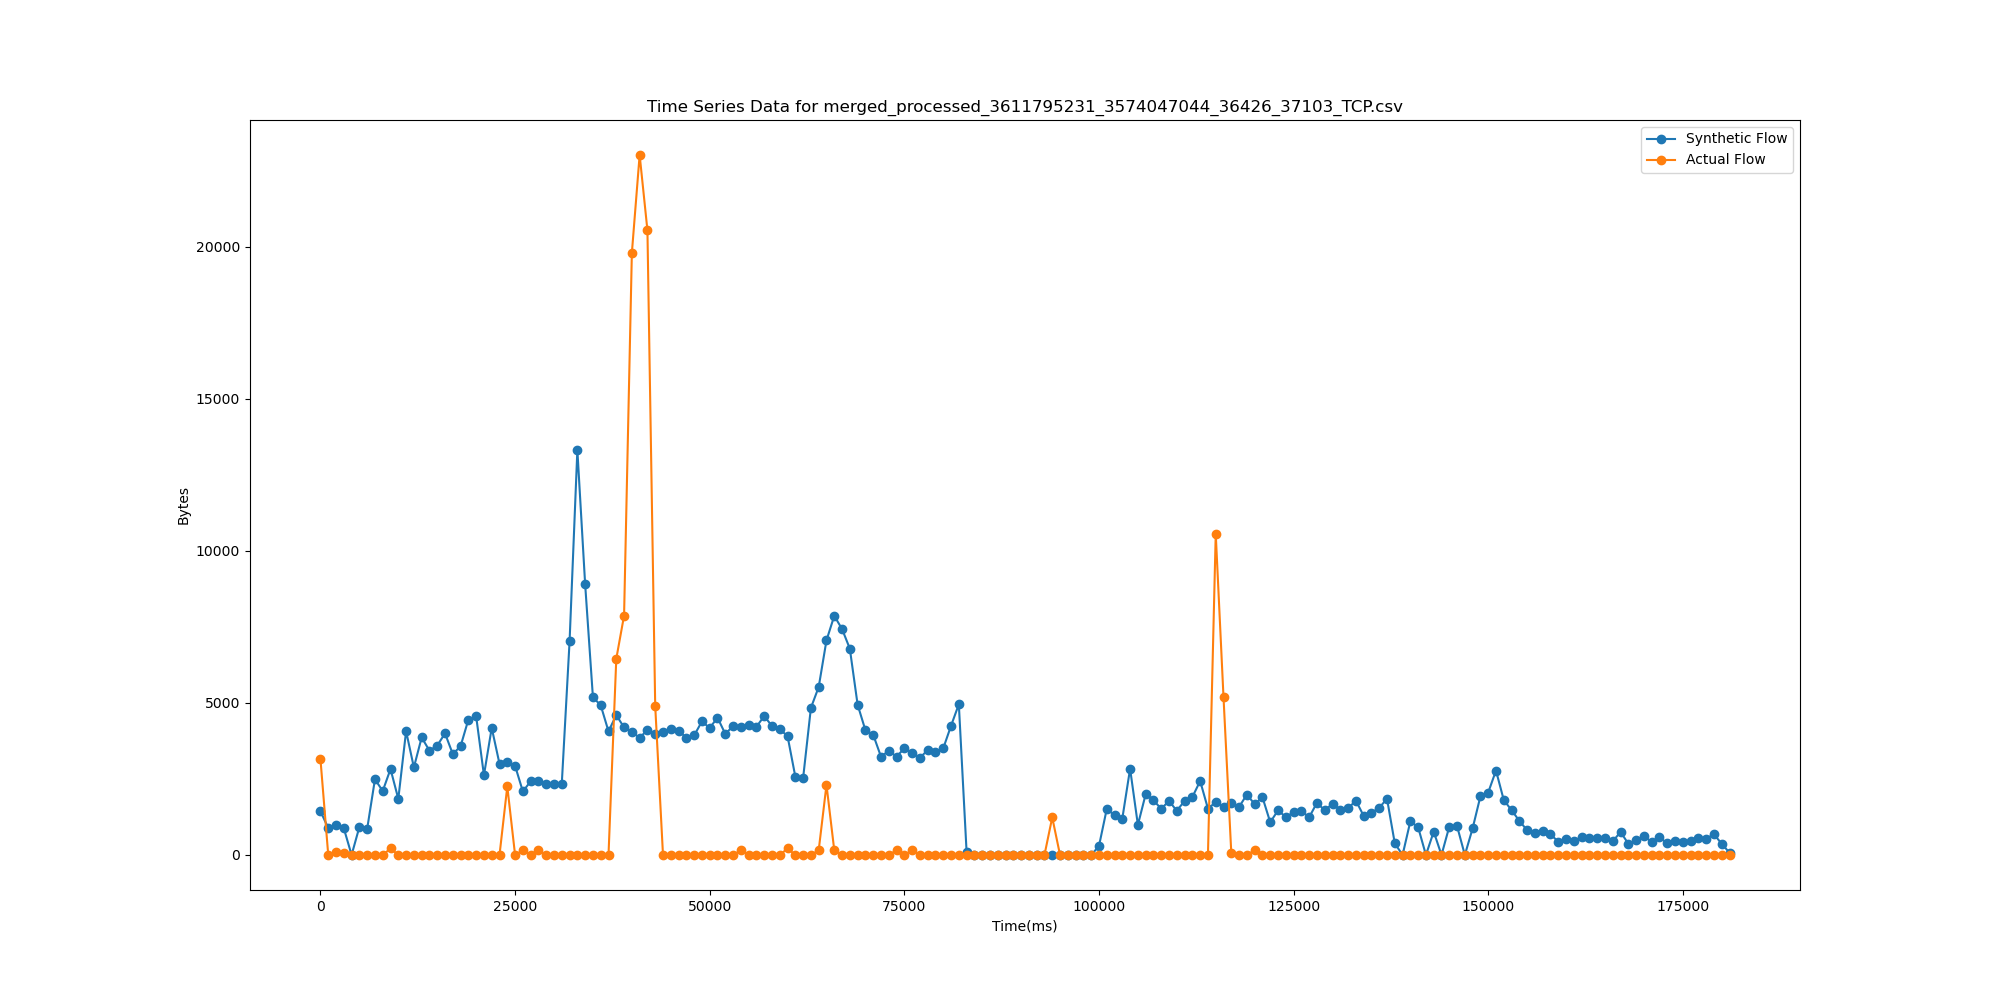 Time Series Data for merged_processed_3611795231_3574047044_36426_37103_TCP.csv
Synthetic Flow
Actual Flow
Bytes
20000
15000
10000
5000
0
0 25000 50000 75000 100000 125000 150000 175000
Time(ms)